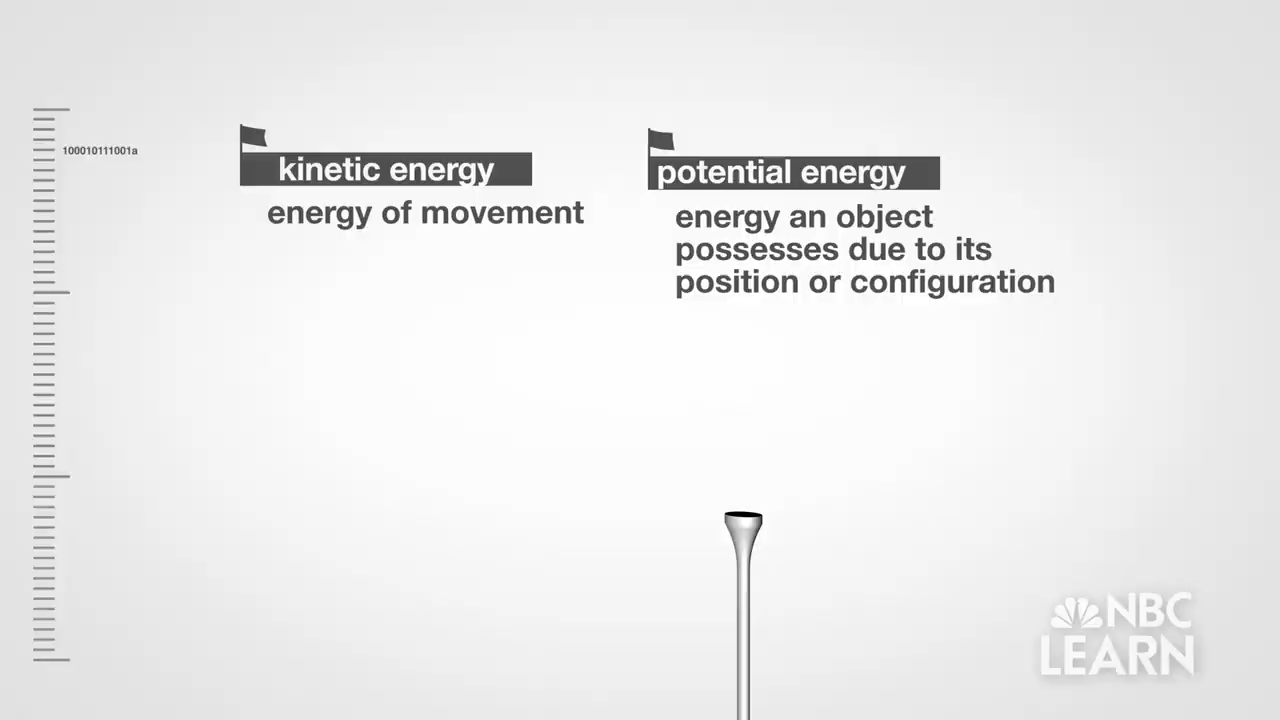 100010111001a
kinetic energy
energy of movement
potential energy
energy an object
possesses due to its
position or configuration
NBC
LEARN